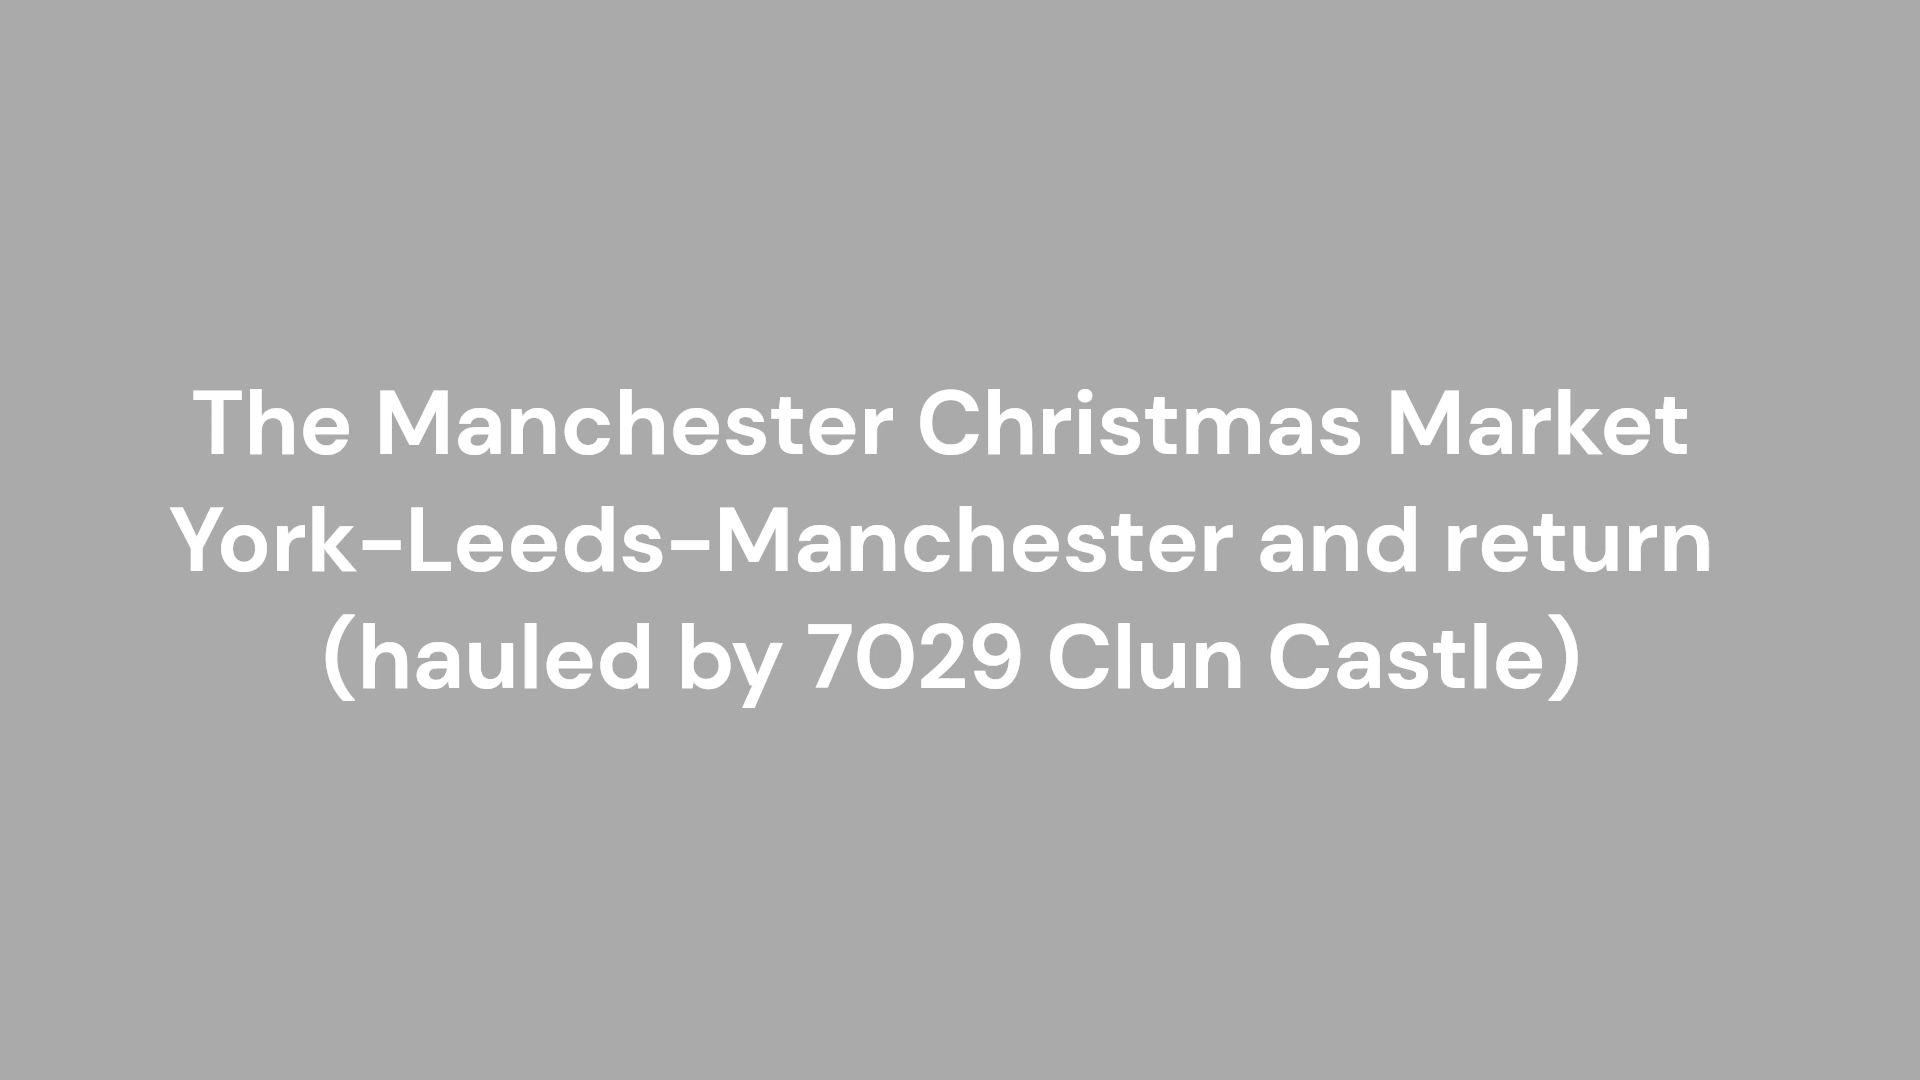 The Manchester Christmas Market
York-Leeds-Manchester and return
(hauled by 7029 Clun Castle)